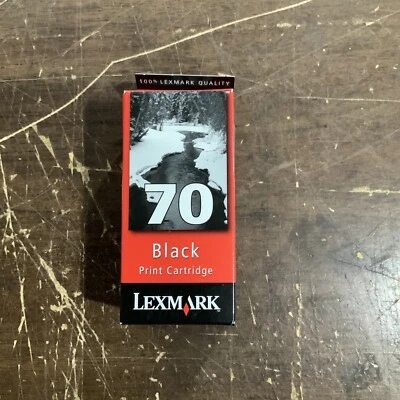 100% LEXMARK QUALITY
70
Black
Print Cartridge
LEXMARK